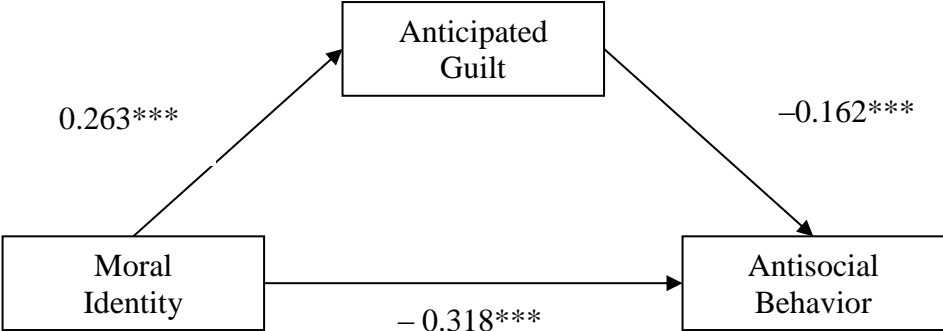 Anticipated
Guilt
0.263***
–0.162***
Moral
Identity
Antisocial
Behavior
– 0.318***